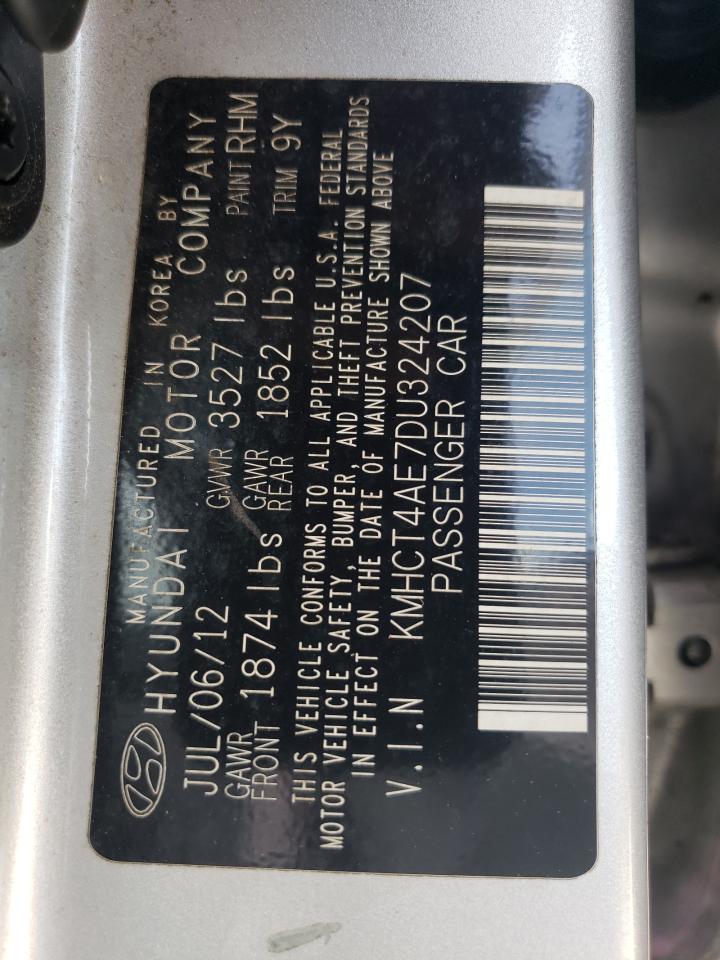 MANUFACTURED IN KOREA BY
HYUNDAI MOTOR COMPANY
JUL/06/12 GVWR 3527 lbs PAINT RHM
GAWR FRONT 1874 lbs GAWR REAR 1852 lbs TRIM 9Y
THIS VEHICLE CONFORMS TO ALL APPLICABLE U.S.A. FEDERAL
MOTOR VEHICLE SAFETY, BUMPER, AND THEFT PREVENTION STANDARDS
IN EFFECT ON THE DATE OF MANUFACTURE SHOWN ABOVE
V.I.N KMHCT4AE7DU324207
PASSENGER CAR